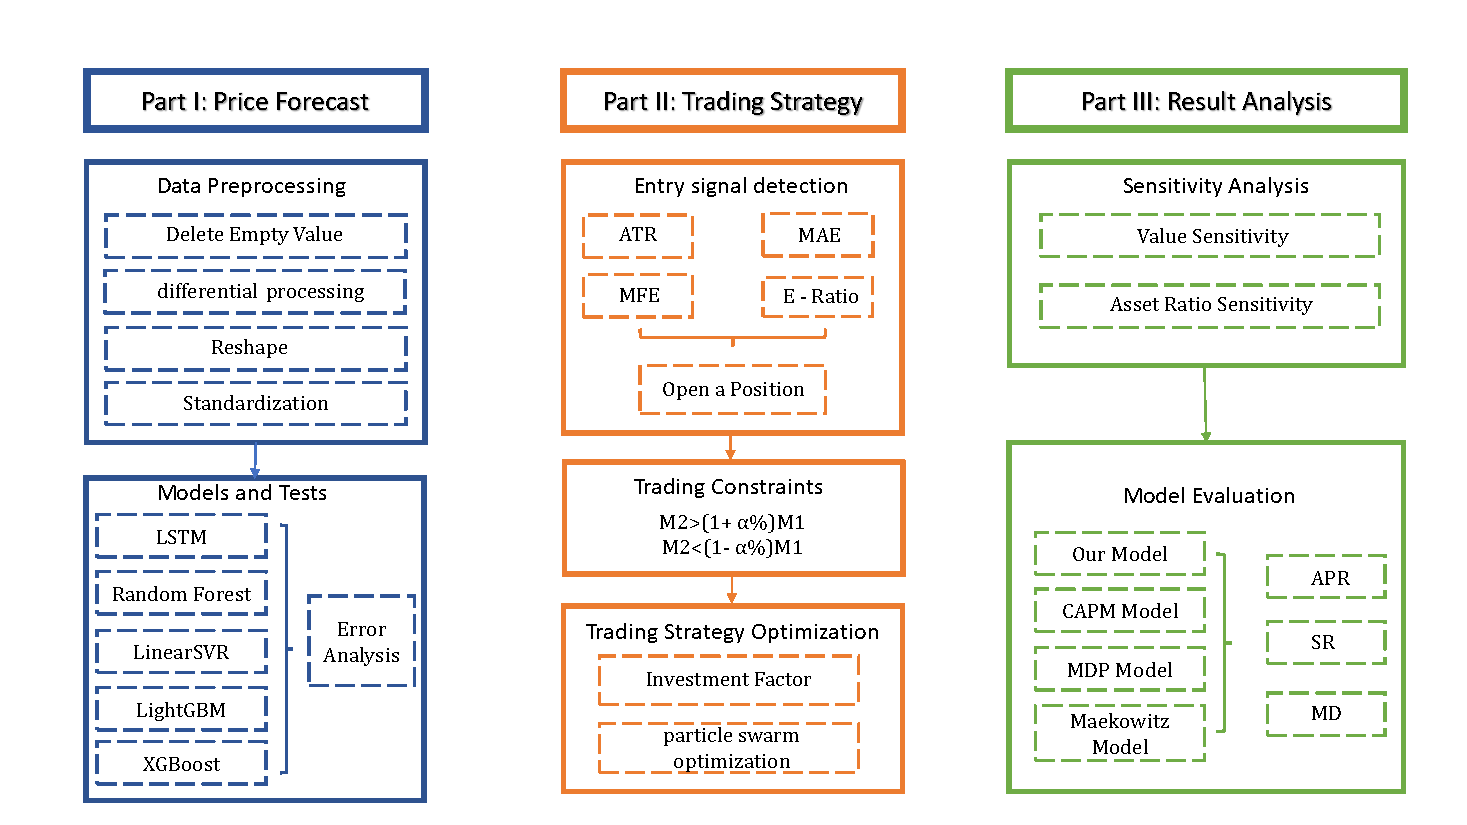 Part I: Price Forecast
Data Preprocessing
Delete Empty Value
differential processing
Reshape
Standardization
Models and Tests
LSTM
Random Forest
LinearSVR
LightGBM
XGBoost
Error
Analysis
Part II: Trading Strategy
Entry signal detection
ATR
MAE
MFE
E - Ratio
Open a Position
Trading Constraints
M2>(1+ α%)M1
M2<(1- α%)M1
Trading Strategy Optimization
Investment Factor
particle swarm
optimization
Part III: Result Analysis
Sensitivity Analysis
Value Sensitivity
Asset Ratio Sensitivity
Model Evaluation
Our Model
CAPM Model
MDP Model
Maekowitz
Model
APR
SR
MD